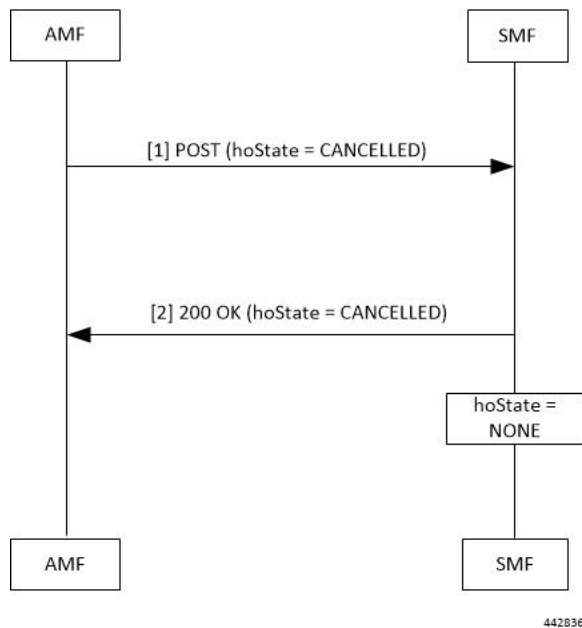 AMF
SMF
[1] POST (hoState = CANCELLED)
[2] 200 OK (hoState = CANCELLED)
hoState =
NONE
AMF
SMF
442836